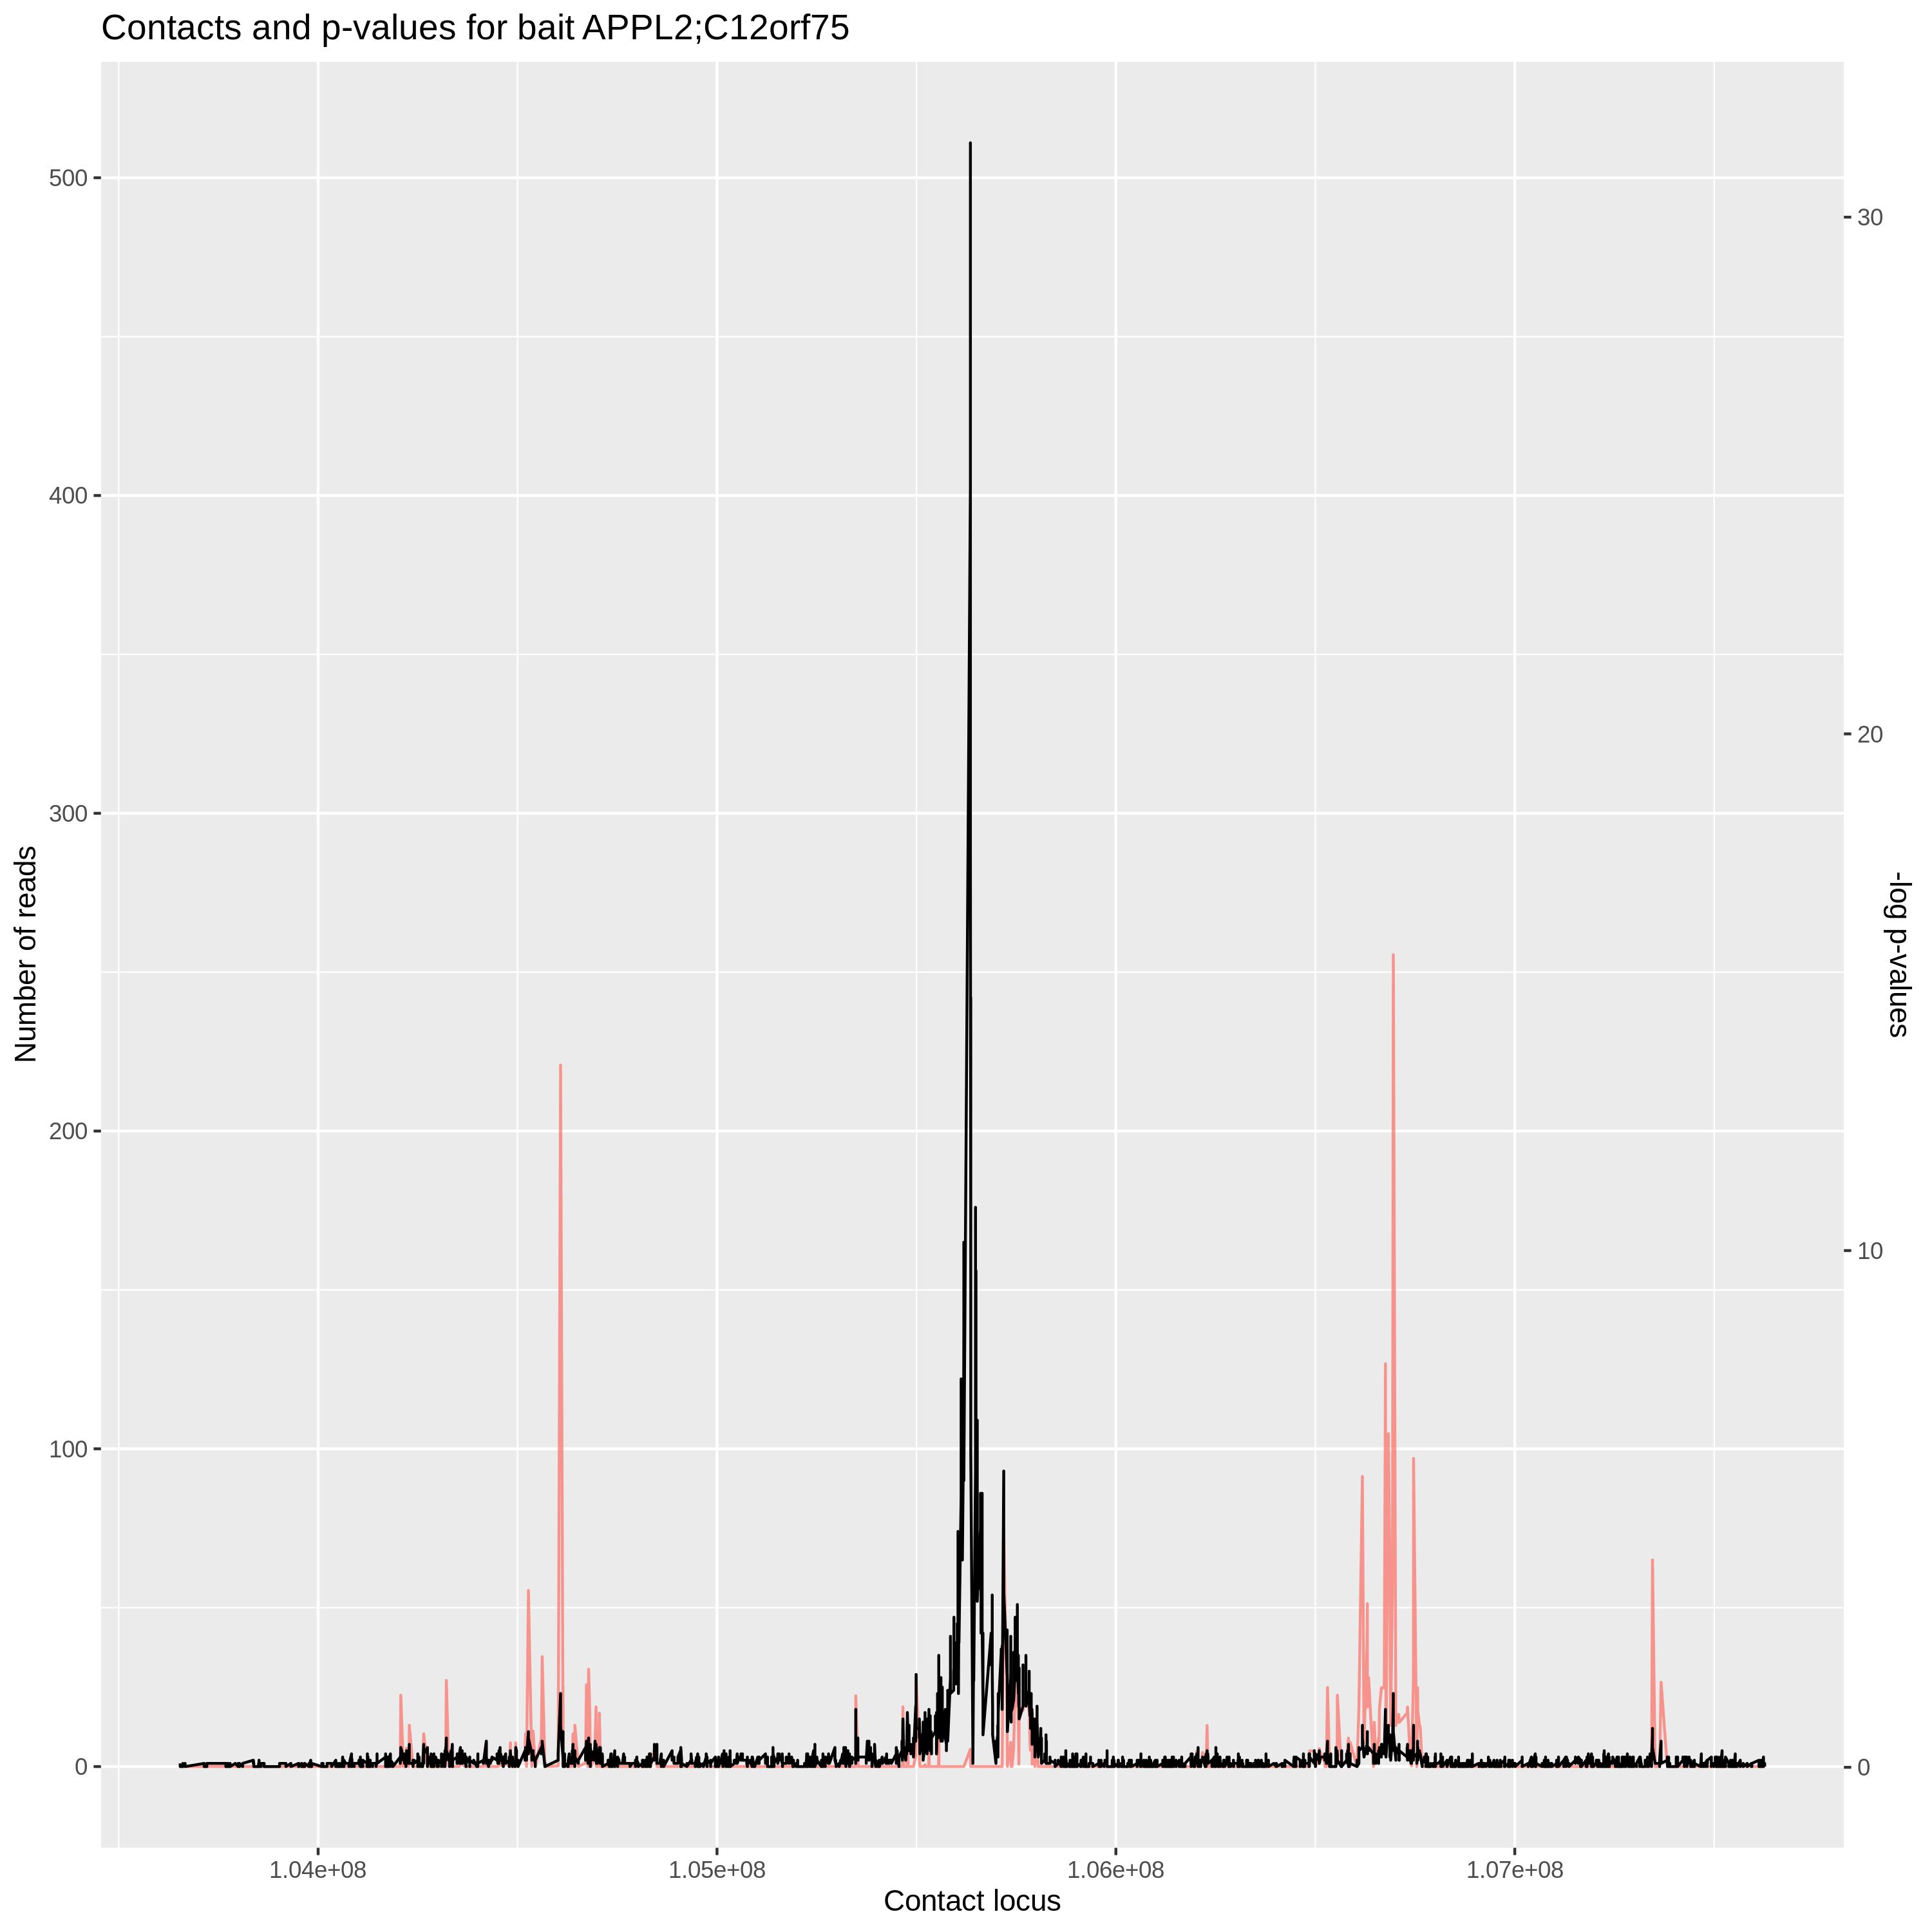 Contacts and p-values for bait APPL2;C12orf75
500
400
300
200
100
0
Number of reads
30
20
10
0
-log p-values
1.04e+08
1.05e+08
1.06e+08
1.07e+08
Contact locus